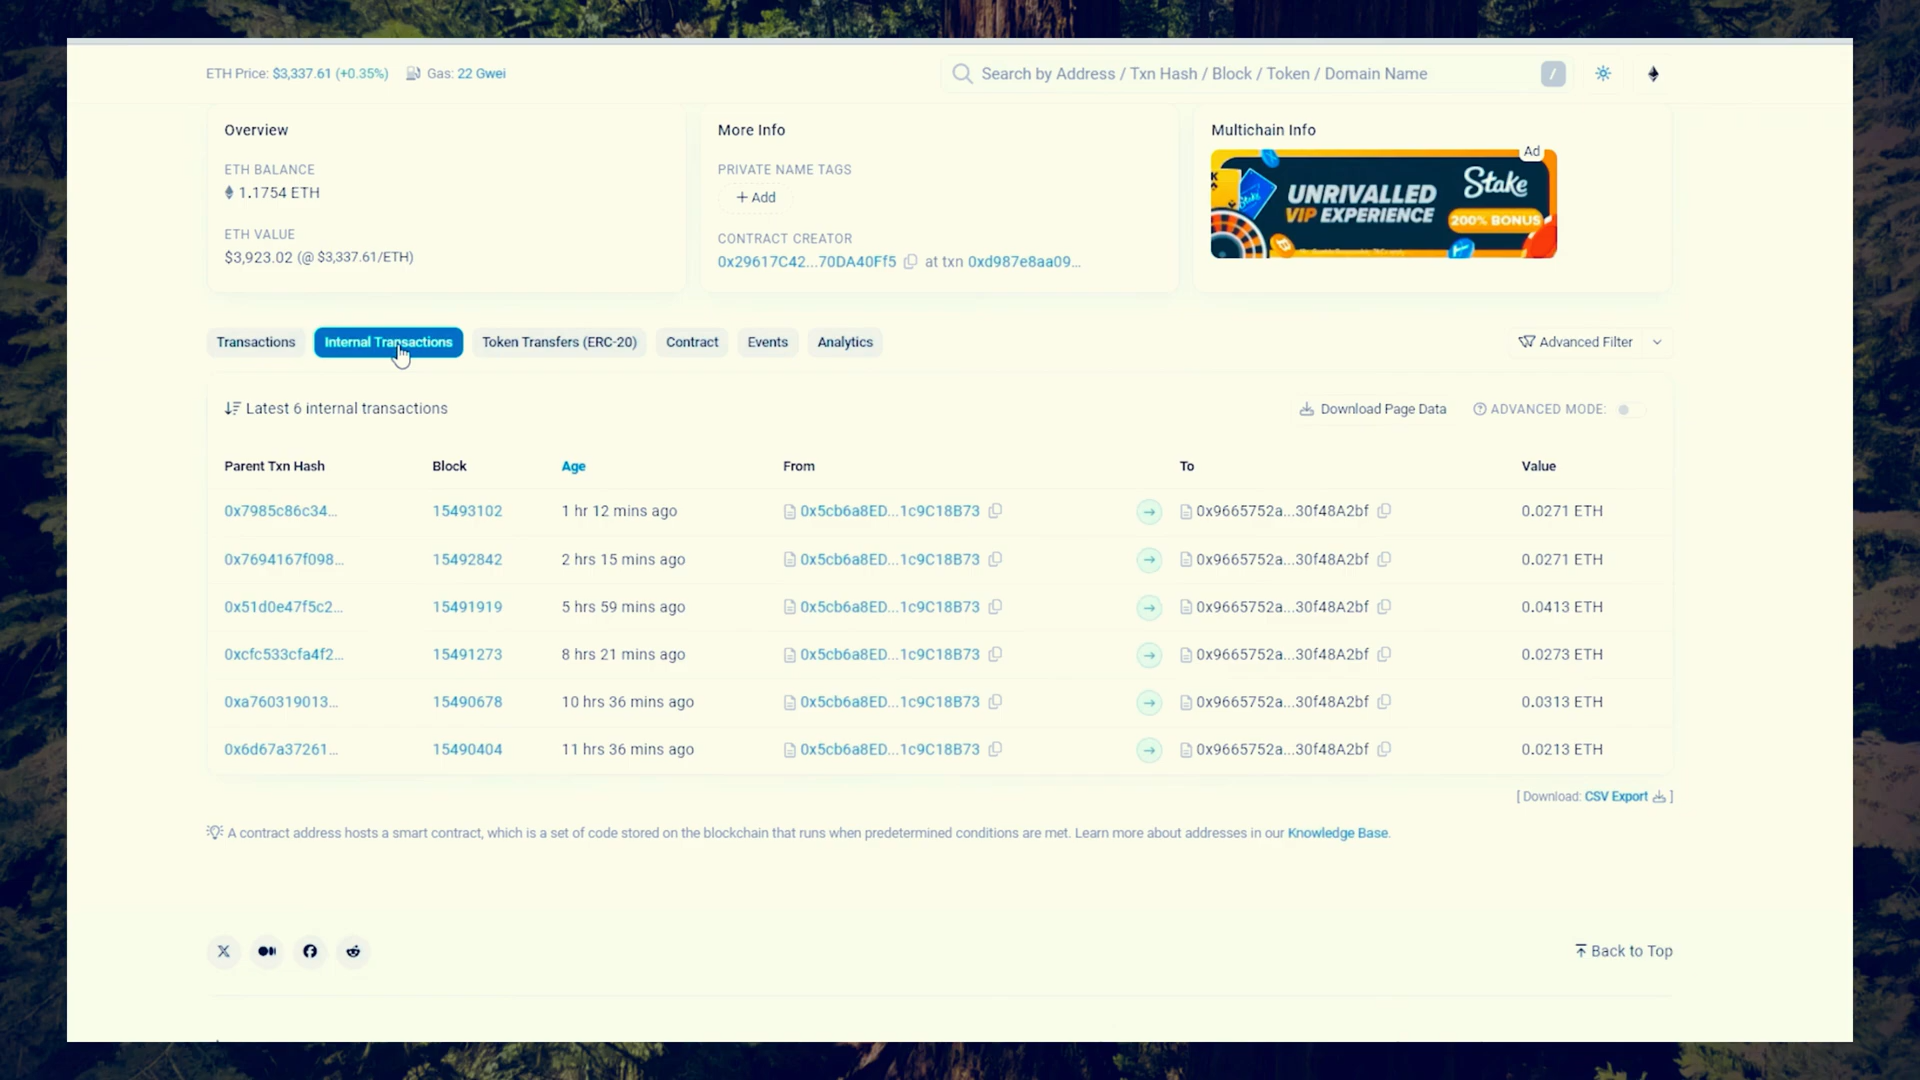 ETH Price: $3,337.61 (+0.35%) Gas: 22 Gwei
Search by Address / Txn Hash / Block / Token / Domain Name /
Overview
ETH BALANCE
1.1754 ETH
ETH VALUE
$3,923.02 (@ $3,337.61/ETH)
More Info
PRIVATE NAME TAGS
+ Add
CONTRACT CREATOR
0x29617C42...70DA40Ff5 at txn 0xd987e8aa09...
Multichain Info
Ad
UNRIVALLED
VIP EXPERIENCE
Stake
200% BONUS
Transactions Internal Transactions Token Transfers (ERC-20) Contract Events Analytics Advanced Filter
Latest 6 internal transactions Download Page Data ADVANCED MODE:
Parent Txn Hash Block Age From To Value
0x7985c86c34... 15493102 1 hr 12 mins ago 0x5cb6a8ED...1c9C18B73 0x9665752a...30f48A2bf 0.0271 ETH
0x7694167f098... 15492842 2 hrs 15 mins ago 0x5cb6a8ED...1c9C18B73 0x9665752a...30f48A2bf 0.0271 ETH
0x51d0e47f5c2... 15491919 5 hrs 59 mins ago 0x5cb6a8ED...1c9C18B73 0x9665752a...30f48A2bf 0.0413 ETH
0xcfc533cfa4f2... 15491273 8 hrs 21 mins ago 0x5cb6a8ED...1c9C18B73 0x9665752a...30f48A2bf 0.0273 ETH
0xa760319013... 15490678 10 hrs 36 mins ago 0x5cb6a8ED...1c9C18B73 0x9665752a...30f48A2bf 0.0313 ETH
0x6d67a37261... 15490404 11 hrs 36 mins ago 0x5cb6a8ED...1c9C18B73 0x9665752a...30f48A2bf 0.0213 ETH
[ Download: CSV Export ]
A contract address hosts a smart contract, which is a set of code stored on the blockchain that runs when predetermined conditions are met. Learn more about addresses in our Knowledge Base.
Back to Top